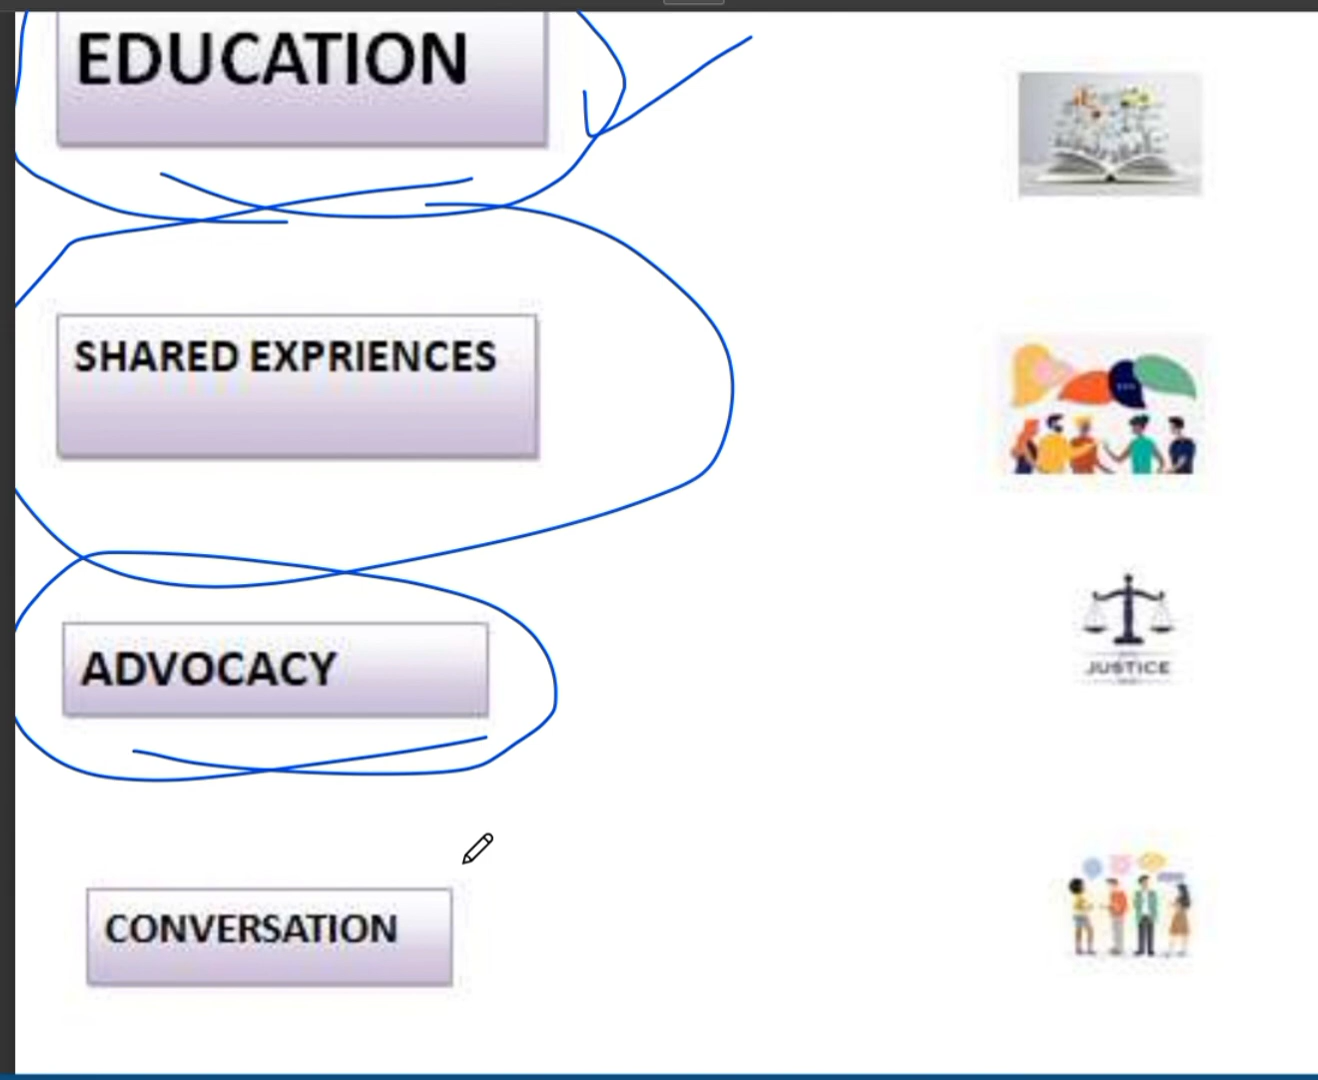 EDUCATION
SHARED EXPRIENCES
ADVOCACY
JUSTICE
CONVERSATION